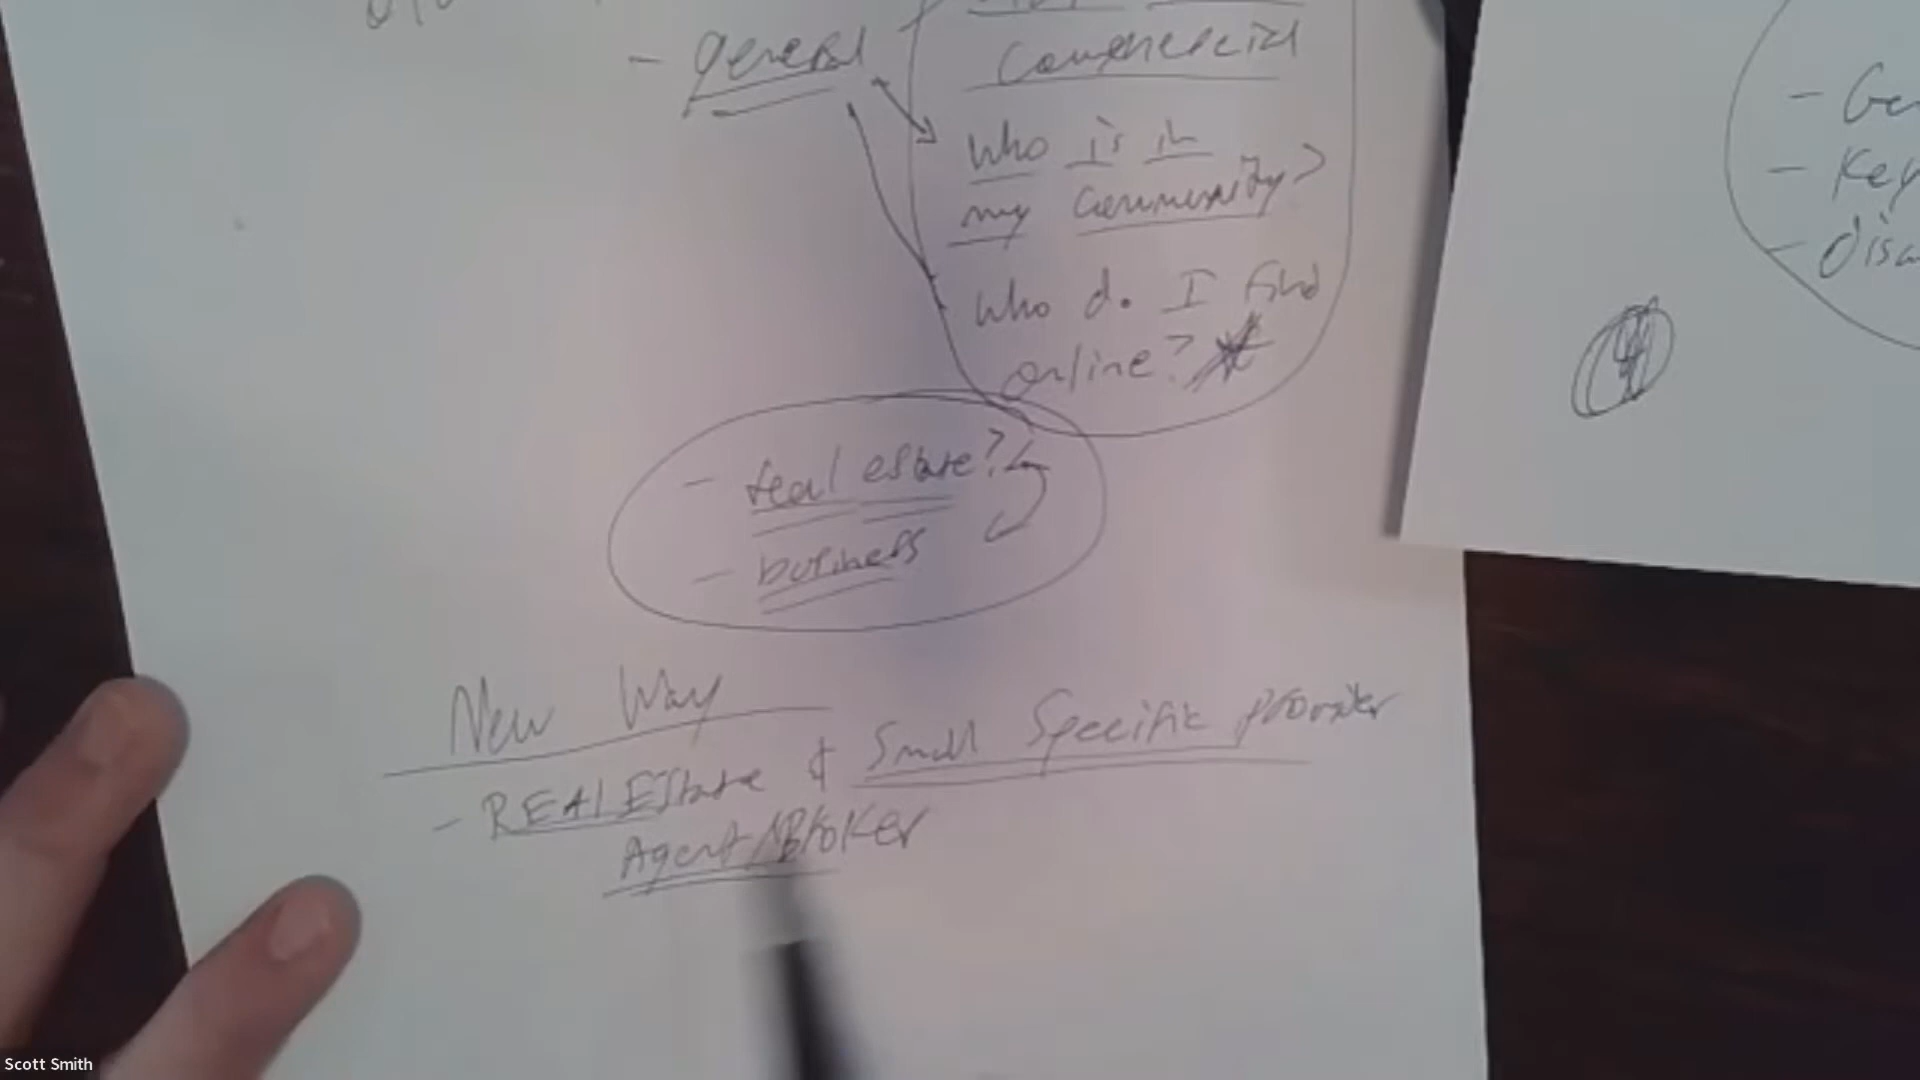 - general
Commercial
Who is in
my community?
Who do I find
online?
- real estate?
- business
New Way
- REAL Estate & Small Specific provider
Agent / Broker
- Ge
- Key
- disc
Scott Smith